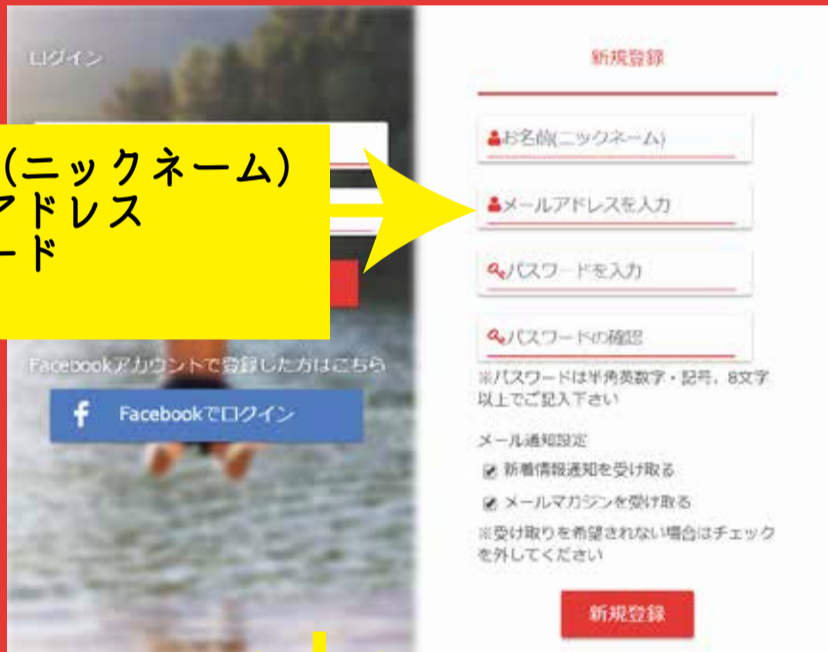 ログイン
(ニックネーム)
アドレス
ード
Facebookアカウントで登録した方はこちら
f Facebookでログイン
新規登録
お名前(ニックネーム)
メールアドレスを入力
パスワードを入力
パスワードの確認
※パスワードは半角英数字・記号、8文字
以上でご記入下さい
メール通知設定
新着情報通知を受け取る
メールマガジンを受け取る
※受け取りを希望されない場合はチェック
を外してください
新規登録